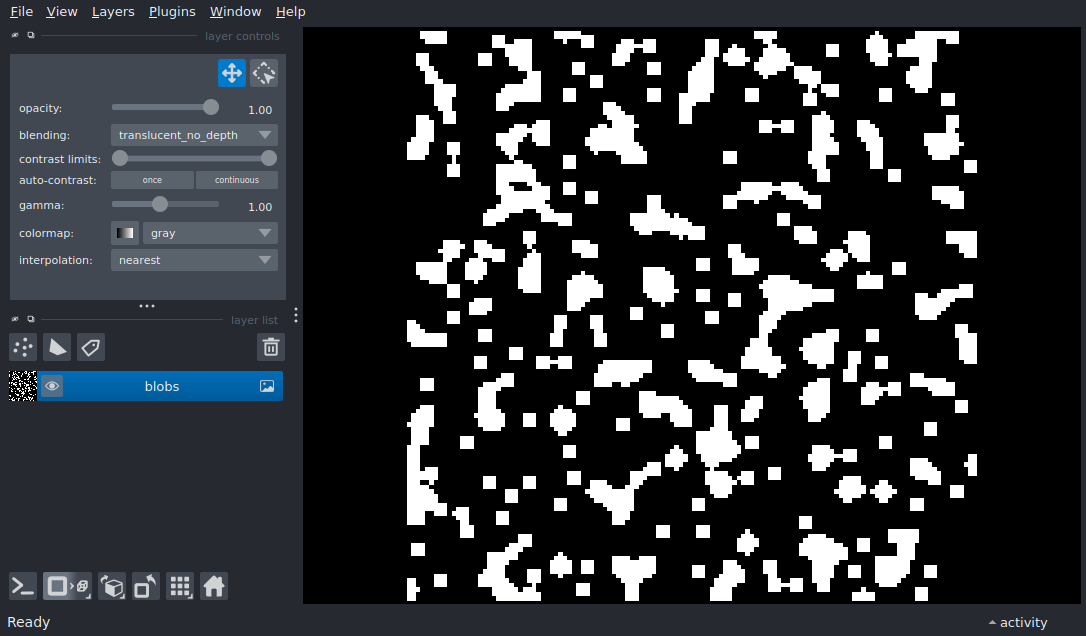 File View Layers Plugins Window Help
layer controls
opacity: 1.00
blending: translucent_no_depth
contrast limits:
auto-contrast: once continuous
gamma: 1.00
colormap: gray
interpolation: nearest
layer list
blobs
Ready activity